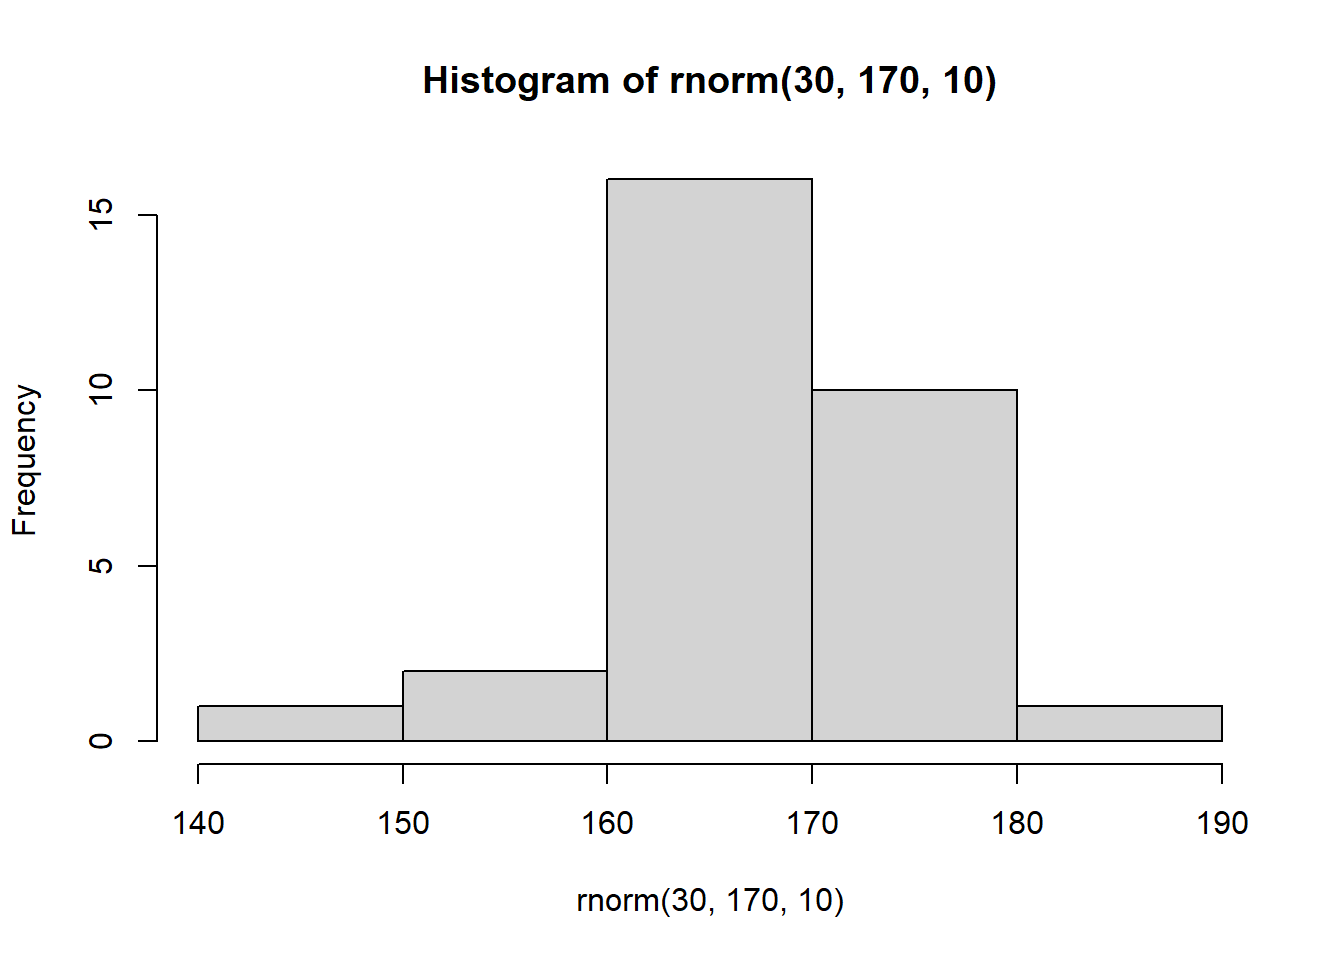 Histogram of rnorm(30, 170, 10)
Frequency
15
10
5
0
140 150 160 170 180 190
rnorm(30, 170, 10)